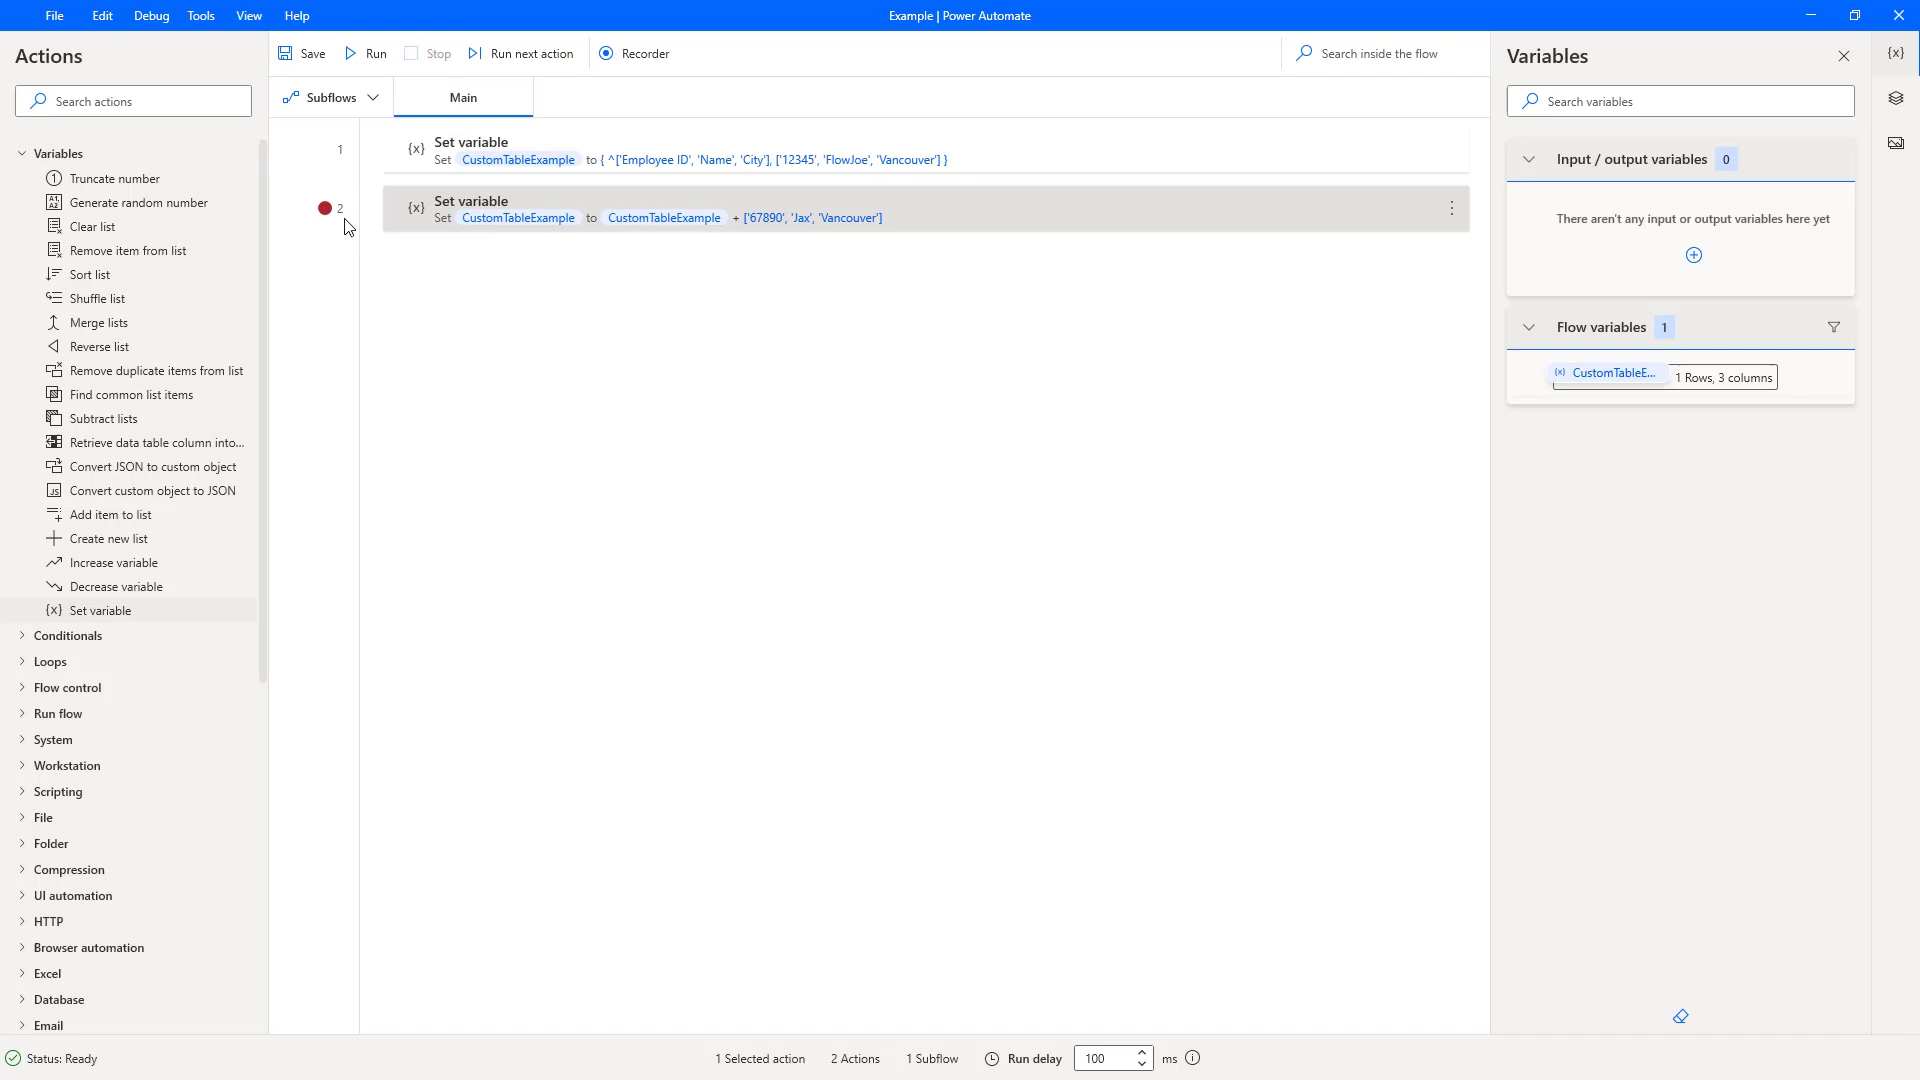 File Edit Debug Tools View Help
Example | Power Automate
Actions
Search actions
Variables
Truncate number
Generate random number
Clear list
Remove item from list
Sort list
Shuffle list
Merge lists
Reverse list
Remove duplicate items from list
Find common list items
Subtract lists
Retrieve data table column into...
Convert JSON to custom object
Convert custom object to JSON
Add item to list
Create new list
Increase variable
Decrease variable
{x} Set variable
Conditionals
Loops
Flow control
Run flow
System
Workstation
Scripting
File
Folder
Compression
UI automation
HTTP
Browser automation
Excel
Database
Email
Save Run Stop Run next action Recorder
Search inside the flow
Subflows Main
1 {x} Set variable
Set CustomTableExample to { ^['Employee ID', 'Name', 'City'], ['12345', 'FlowJoe', 'Vancouver'] }
2 {x} Set variable
Set CustomTableExample to CustomTableExample + ['67890', 'Jax', 'Vancouver']
Variables
{x}
Search variables
Input / output variables 0
There aren't any input or output variables here yet
Flow variables 1
(x) CustomTableE... 1 Rows, 3 columns
Status: Ready
1 Selected action 2 Actions 1 Subflow Run delay 100 ms